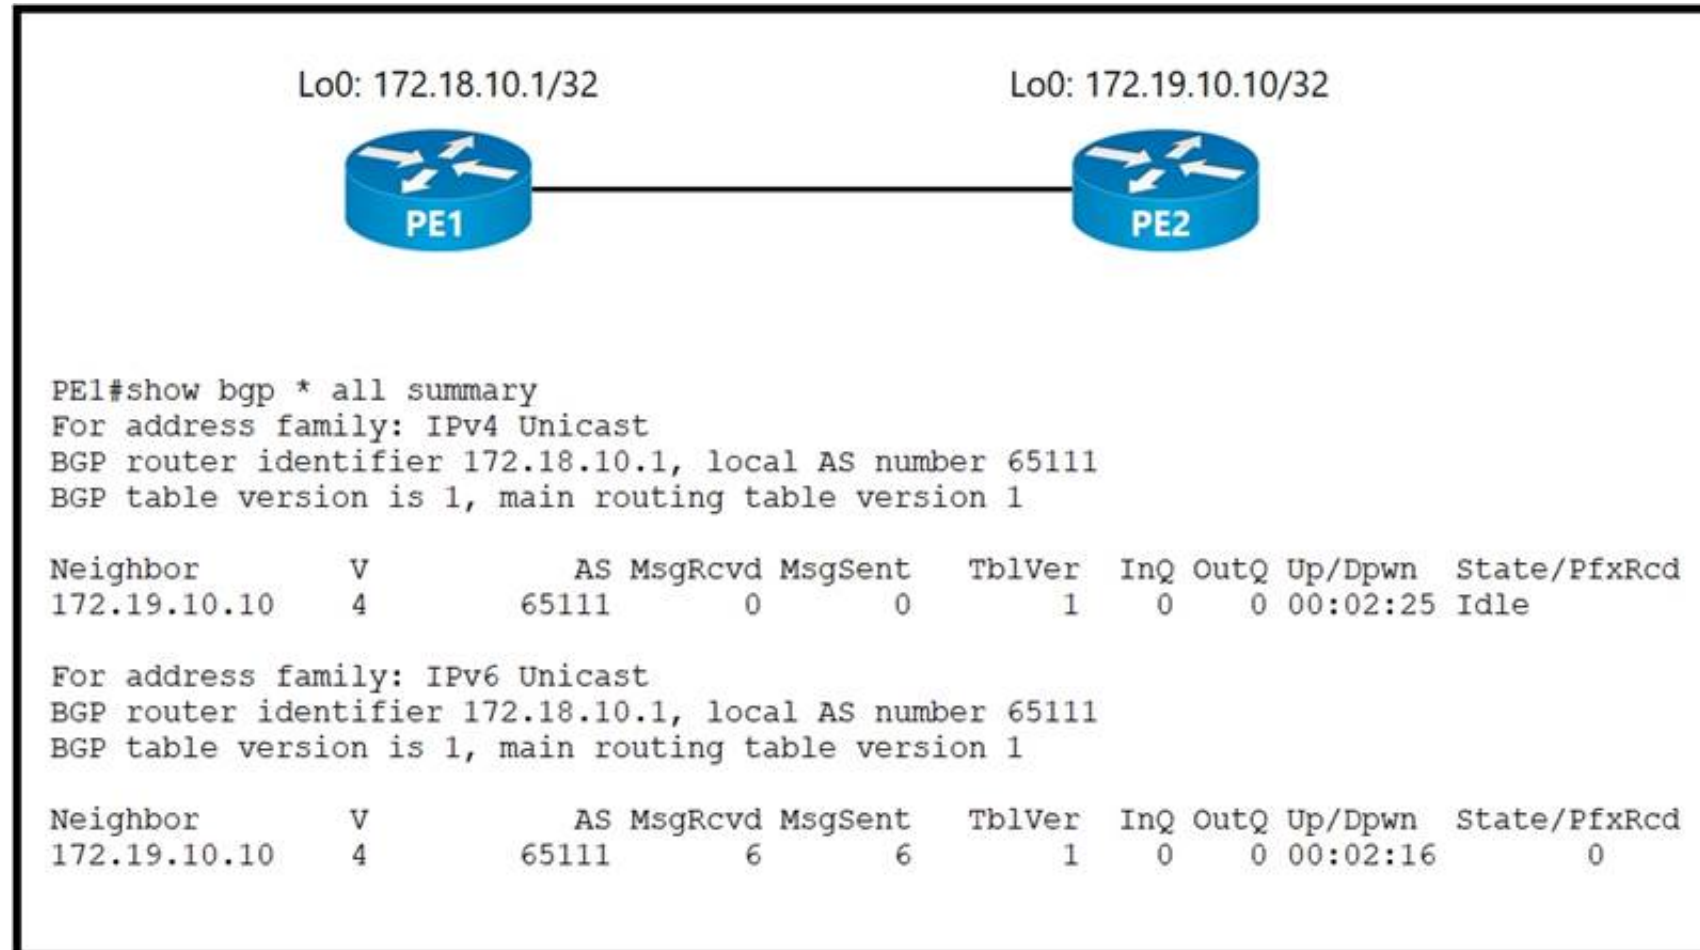 Lo0: 172.18.10.1/32 Lo0: 172.19.10.10/32
PE1 PE2
PE1#show bgp * all summary
For address family: IPv4 Unicast
BGP router identifier 172.18.10.1, local AS number 65111
BGP table version is 1, main routing table version 1
Neighbor V AS MsgRcvd MsgSent TblVer InQ OutQ Up/Dpwn State/PfxRcd
172.19.10.10 4 65111 0 0 1 0 0 00:02:25 Idle
For address family: IPv6 Unicast
BGP router identifier 172.18.10.1, local AS number 65111
BGP table version is 1, main routing table version 1
Neighbor V AS MsgRcvd MsgSent TblVer InQ OutQ Up/Dpwn State/PfxRcd
172.19.10.10 4 65111 6 6 1 0 0 00:02:16 0